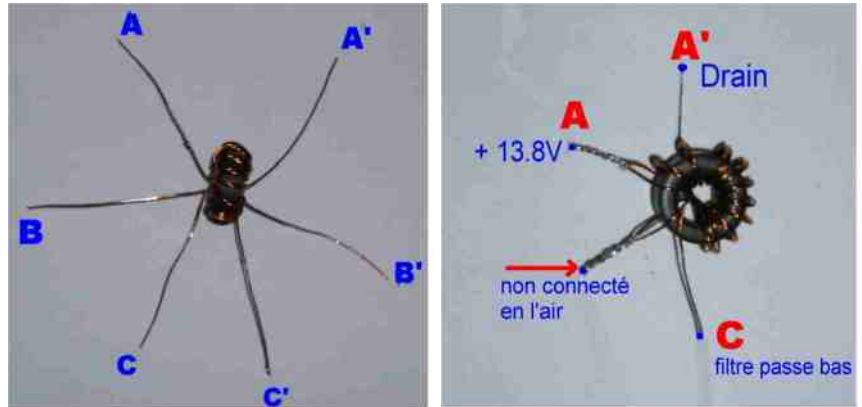 A
A'
B
B'
C
C'
A'
Drain
A
+ 13.8V
non connecté
en l'air
C
filtre passe bas